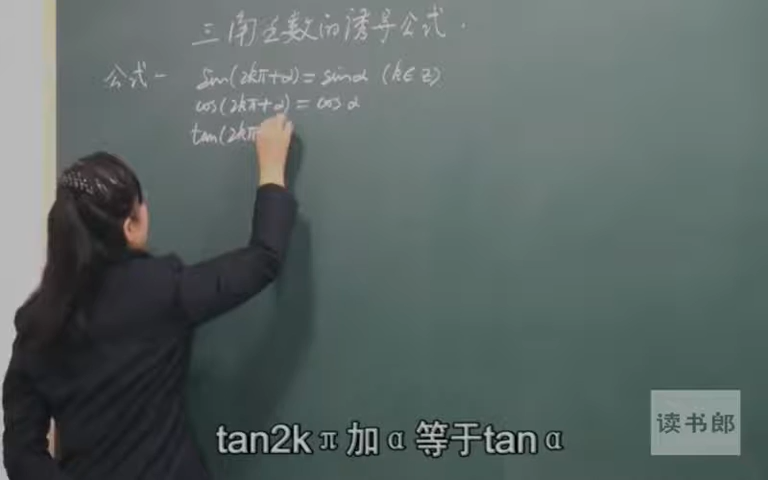 三角函数的诱导公式.
公式一 sin(2kπ+α)=sinα (k∈Z)
cos(2kπ+α)=cosα
tan(2kπ
tan2kπ加α等于tanα
读书郎